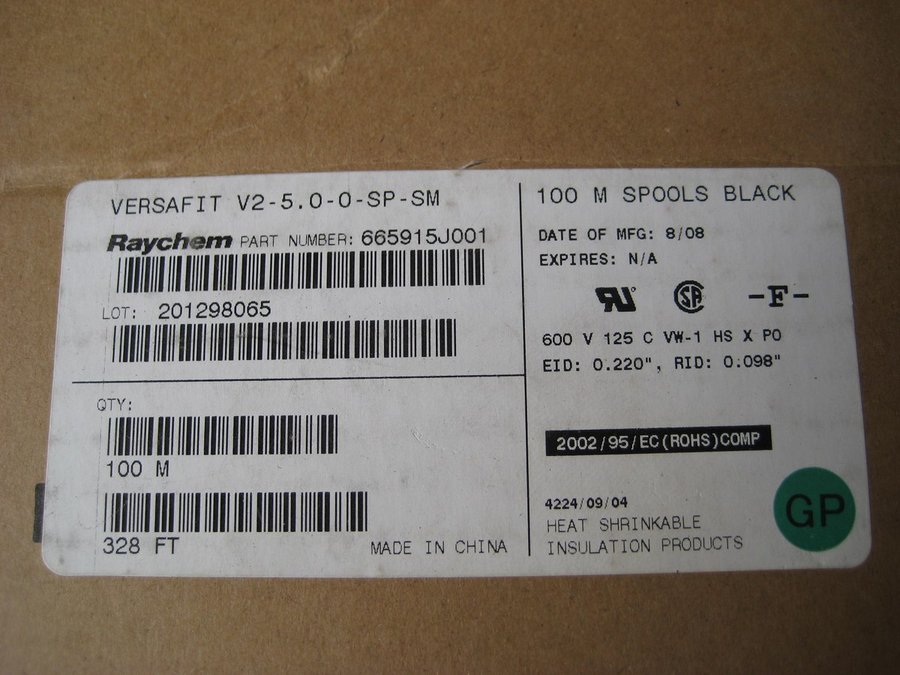 VERSAFIT V2-5.0-0-SP-SM
Raychem PART NUMBER: 665915J001
LOT: 201298065
QTY:
100 M
328 FT
MADE IN CHINA
100 M SPOOLS BLACK
DATE OF MFG: 8/08
EXPIRES: N/A
RU SA -F-
600 V 125 C VW-1 HS X PO
EID: 0.220", RID: 0.098"
2002/95/EC(ROHS)COMP
4224/09/04
HEAT SHRINKABLE
INSULATION PRODUCTS
GP